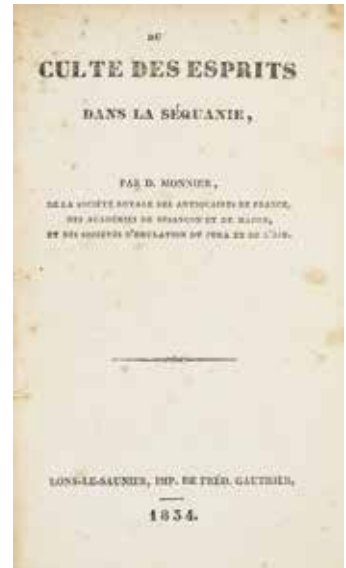 DU
CULTE DES ESPRITS
DANS LA SÉQUANIE,
PAR D. MONNIER,
DE LA SOCIÉTÉ ROYALE DES ANTIQUAIRES DE FRANCE,
DES ACADÉMIES DE BESANÇON ET DE MACON,
ET DES SOCIÉTÉS D'ÉMULATION DU JURA ET DE L'AIN.
LONS-LE-SAUNIER, IMP. DE FRÉD. GAUTHIER,
1834.